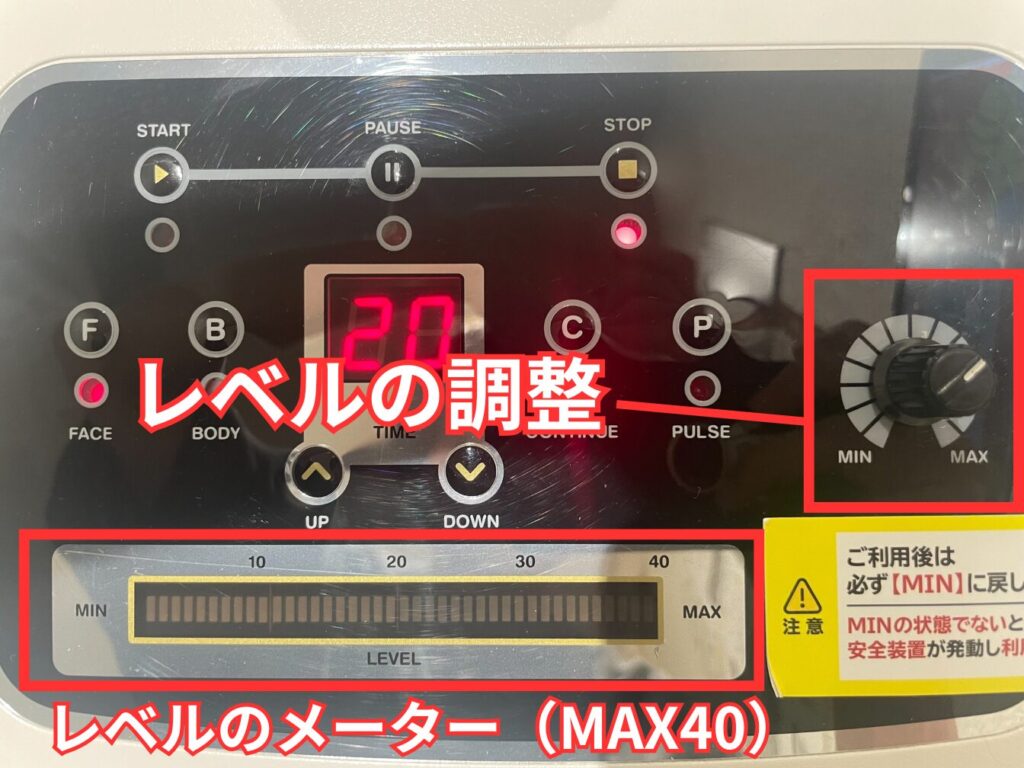 START
PAUSE
STOP
20
F
B
C
P
レベルの調整
FACE
BODY
TIME
CONTINUE
PULSE
MIN
MAX
UP
DOWN
10 20 30 40
MIN
MAX
LEVEL
注意
ご利用後は
必ず【MIN】に戻し
MINの状態でないと
安全装置が発動し利
レベルのメーター（MAX40）